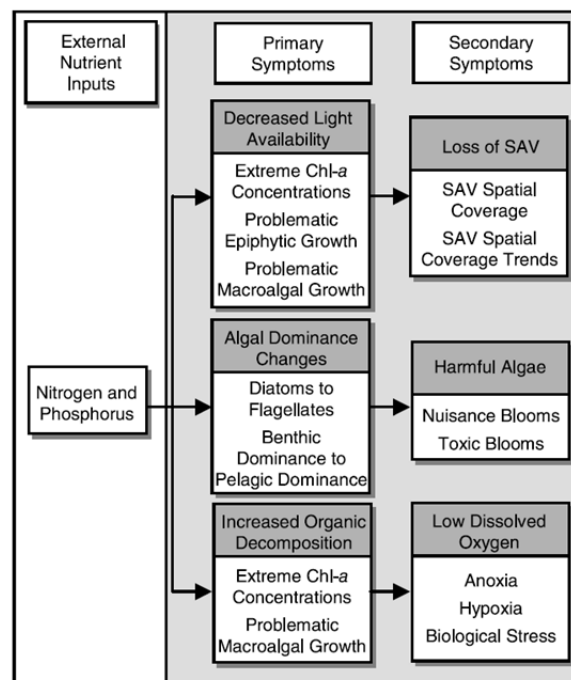 External
Nutrient
Inputs
Primary
Symptoms
Secondary
Symptoms
Decreased Light
Availability
Extreme Chl-a
Concentrations
Problematic
Epiphytic Growth
Problematic
Macroalgal Growth
Loss of SAV
SAV Spatial
Coverage
SAV Spatial
Coverage Trends
Nitrogen and
Phosphorus
Algal Dominance
Changes
Diatoms to
Flagellates
Benthic
Dominance to
Pelagic Dominance
Harmful Algae
Nuisance Blooms
Toxic Blooms
Increased Organic
Decomposition
Extreme Chl-a
Concentrations
Problematic
Macroalgal Growth
Low Dissolved
Oxygen
Anoxia
Hypoxia
Biological Stress